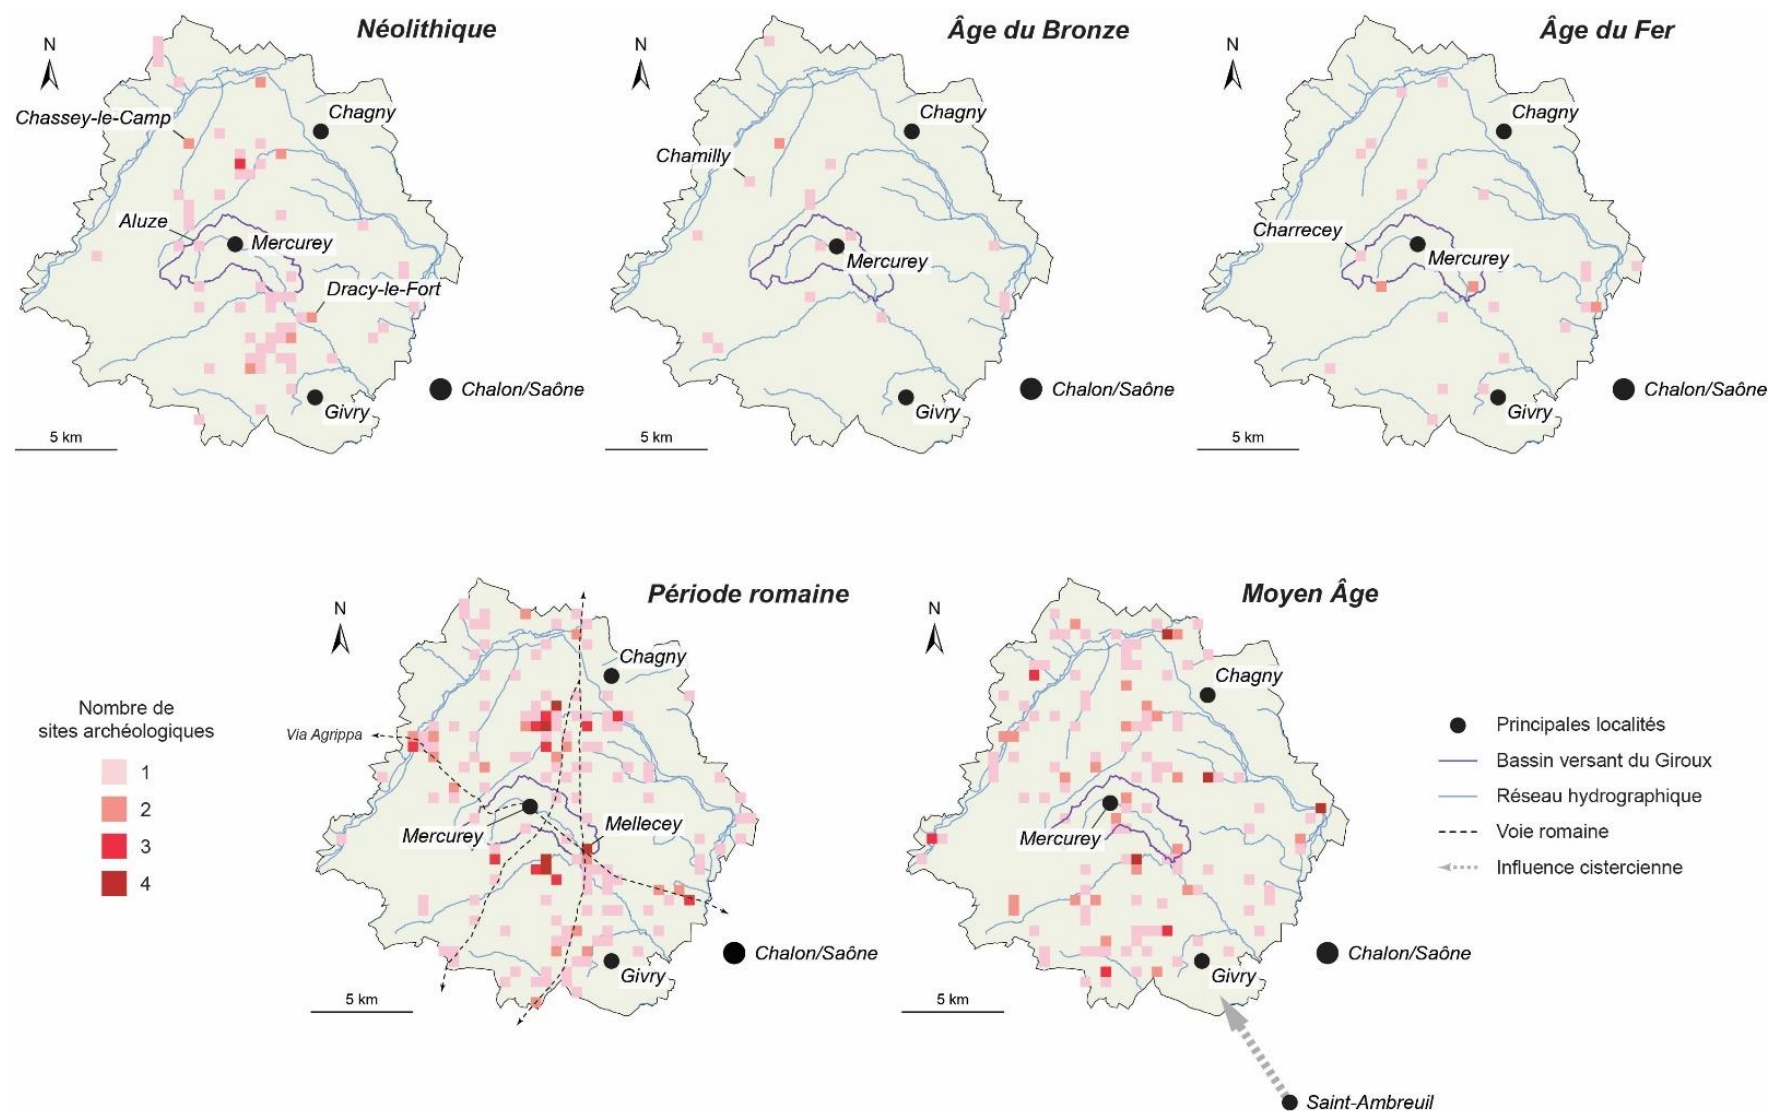 Néolithique
N
Chagny
Chassey-le-Camp
Aluze
Mercurey
Dracy-le-Fort
Chalon/Saône
Givry
5 km
Âge du Bronze
N
Chagny
Chamilly
Mercurey
Chalon/Saône
Givry
5 km
Âge du Fer
N
Chagny
Charrecey
Mercurey
Chalon/Saône
Givry
5 km
Période romaine
N
Chagny
Via Agrippa
Mercurey
Mellecey
Chalon/Saône
Givry
5 km
Moyen Âge
N
Chagny
Mercurey
Chalon/Saône
Givry
5 km
Saint-Ambreuil
Nombre de
sites archéologiques
1
2
3
4
Principales localités
Bassin versant du Giroux
Réseau hydrographique
Voie romaine
Influence cistercienne